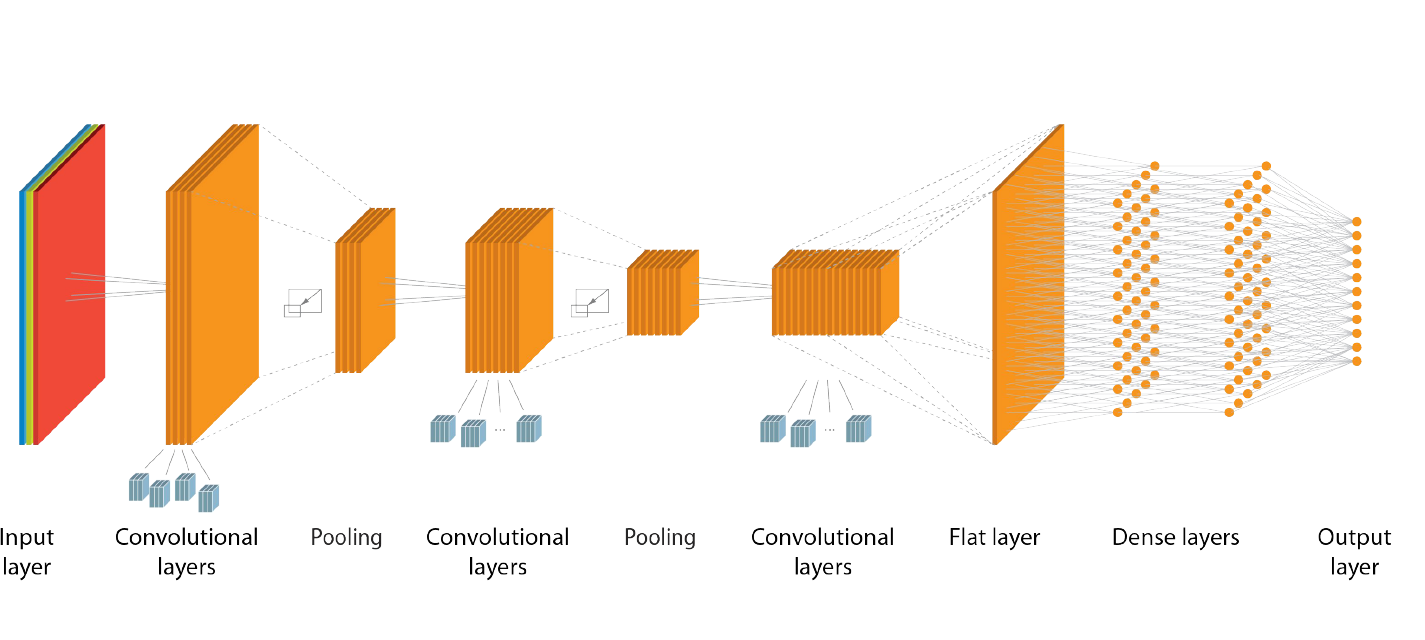 Input
layer
Convolutional
layers
Pooling
Convolutional
layers
Pooling
Convolutional
layers
Flat layer
Dense layers
Output
layer
...
...